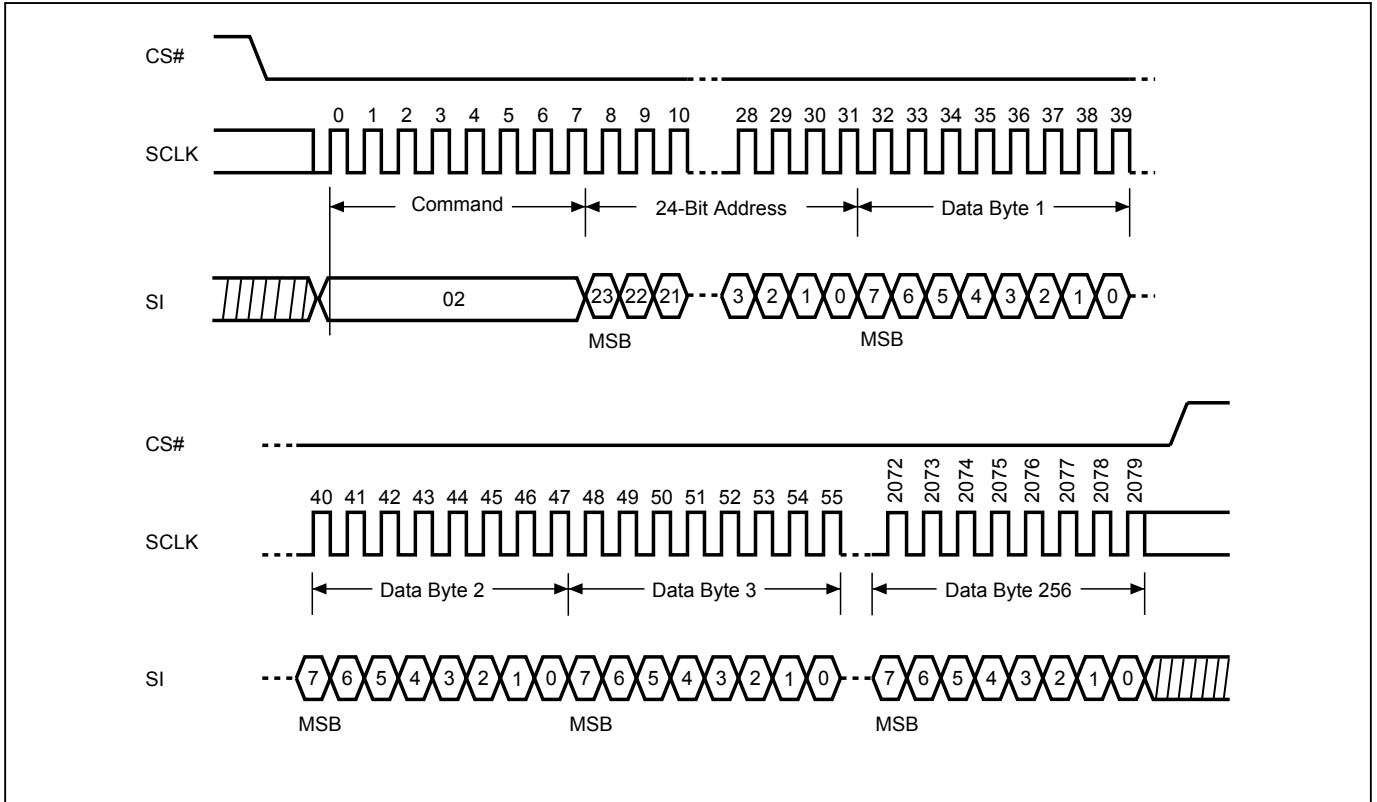 CS#
0 1 2 3 4 5 6 7 8 9 10 28 29 30 31 32 33 34 35 36 37 38 39
SCLK
Command 24-Bit Address Data Byte 1
SI 02 23 22 21 3 2 1 0 7 6 5 4 3 2 1 0
MSB MSB
CS#
2072 2073 2074 2075 2076 2077 2078 2079
40 41 42 43 44 45 46 47 48 49 50 51 52 53 54 55
SCLK
Data Byte 2 Data Byte 3 Data Byte 256
SI 7 6 5 4 3 2 1 0 7 6 5 4 3 2 1 0 7 6 5 4 3 2 1 0
MSB MSB MSB